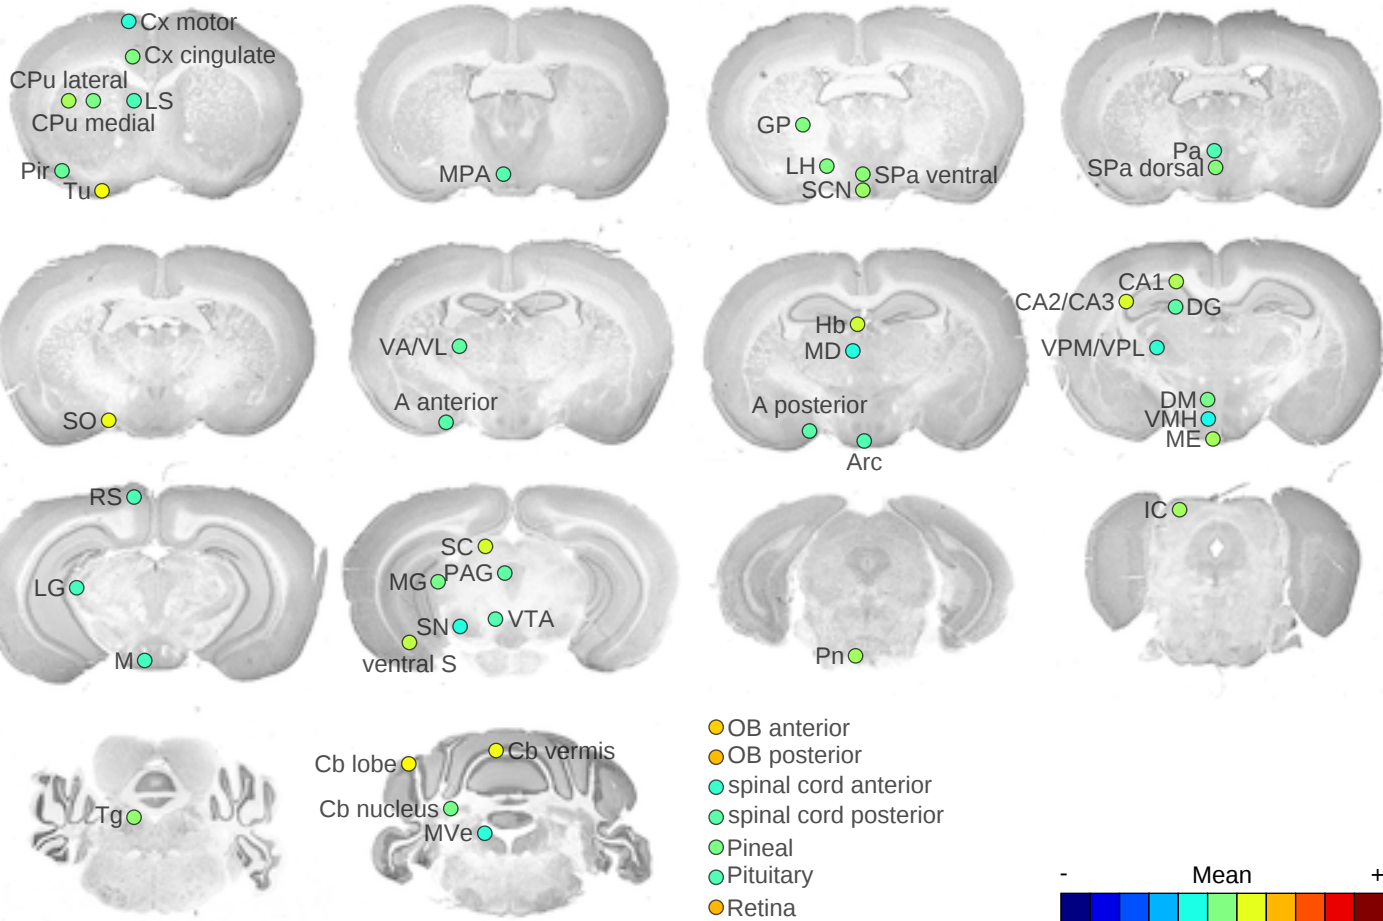 Cx motor
Cx cingulate
CPu lateral
LS
CPu medial
Pir
Tu
MPA
GP
LH
SPa ventral
SCN
Pa
SPa dorsal
SO
VA/VL
A anterior
Hb
MD
A posterior
Arc
CA1
CA2/CA3
DG
VPM/VPL
DM
VMH
ME
RS
LG
M
SC
MG
PAG
SN
VTA
ventral S
Pn
IC
Tg
Cb lobe
Cb vermis
Cb nucleus
MVe
OB anterior
OB posterior
spinal cord anterior
spinal cord posterior
Pineal
Pituitary
Retina
- Mean +